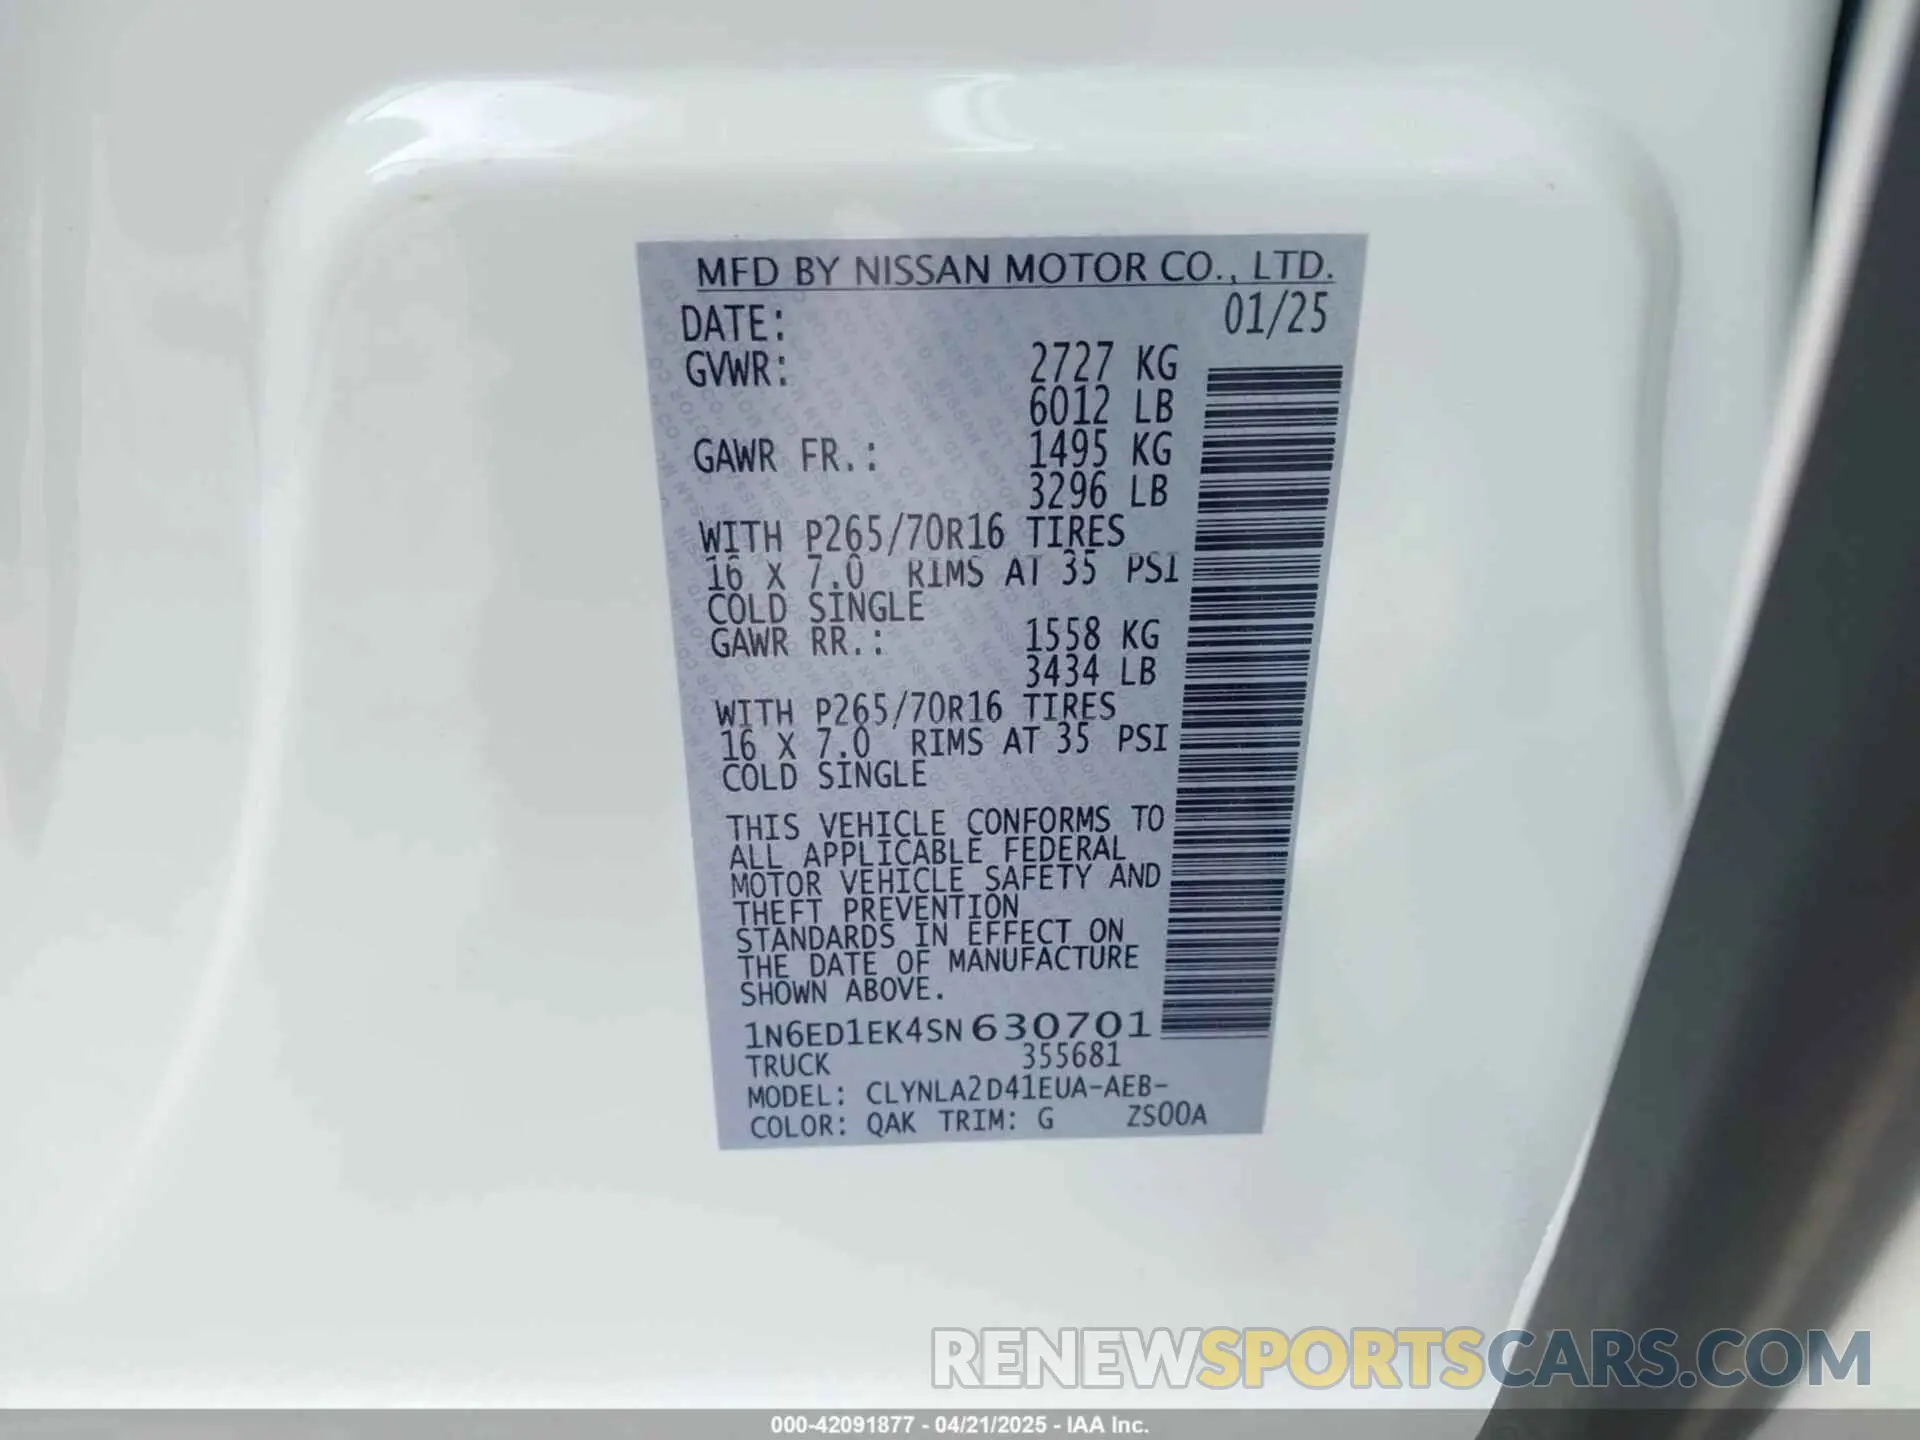 MFD BY NISSAN MOTOR CO., LTD.
DATE: 01/25
GVWR: 2727 KG
6012 LB
GAWR FR.: 1495 KG
3296 LB
WITH P265/70R16 TIRES
16 X 7.0 RIMS AT 35 PSI
COLD SINGLE
GAWR RR.: 1558 KG
3434 LB
WITH P265/70R16 TIRES
16 X 7.0 RIMS AT 35 PSI
COLD SINGLE
THIS VEHICLE CONFORMS TO
ALL APPLICABLE FEDERAL
MOTOR VEHICLE SAFETY AND
THEFT PREVENTION
STANDARDS IN EFFECT ON
THE DATE OF MANUFACTURE
SHOWN ABOVE.
1N6ED1EK4SN630701
TRUCK 355681
MODEL: CLYNLA2D41EUA-AEB-
COLOR: QAK TRIM: G ZS00A
RENEWSPORTSCARS.COM
000-42091877 - 04/21/2025 - IAA Inc.